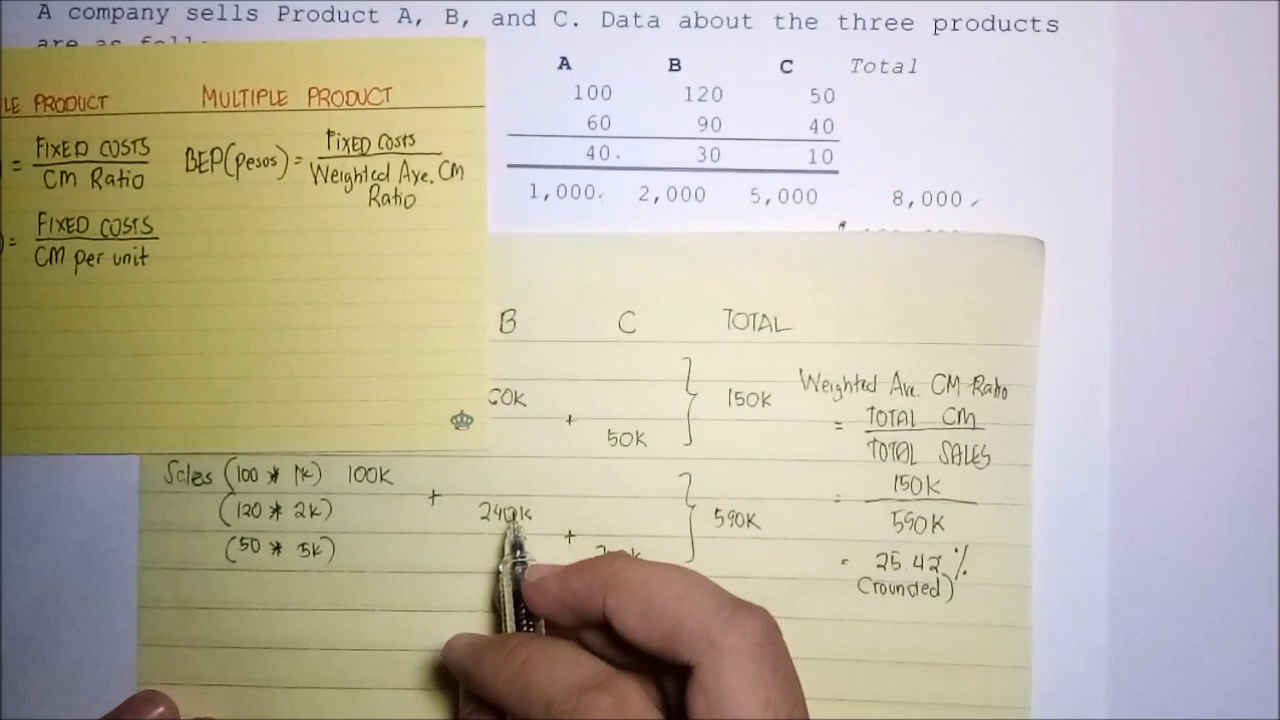 A company sells Product A, B, and C. Data about the three products
are as
A B C Total
100 120 50
60 90 40
40. 30 10
1,000 2,000 5,000 8,000
LE PRODUCT MULTIPLE PRODUCT
= FIXED COSTS
CM Ratio
BEP(pesos) = FIXED COSTS
Weighted Ave. CM
Ratio
= FIXED COSTS
CM per unit
B C TOTAL
60K + 50K } 150K
Sales (100 * 1K) 100K + 240K + } 590K
(120 * 2K)
(50 * 5K)
Weighted Ave. CM Ratio
= TOTAL CM
TOTAL SALES
= 150K
590K
= 25.42 %
(rounded)